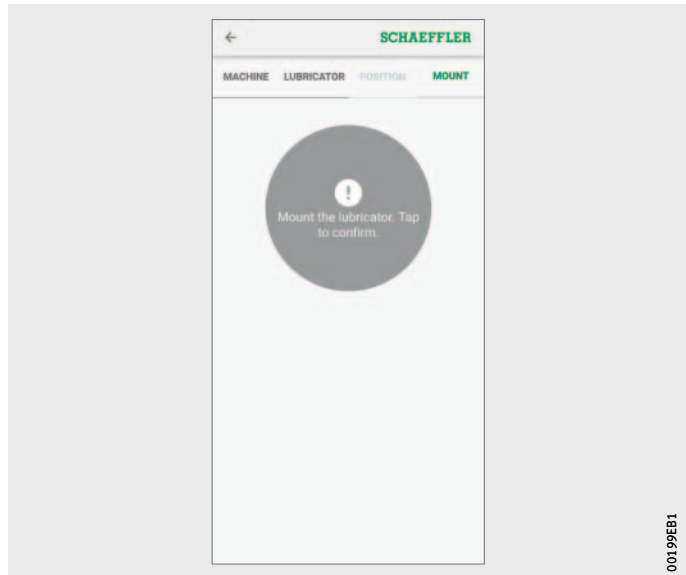 ←
SCHAEFFLER
MACHINE LUBRICATOR POSITION MOUNT
!
Mount the lubricator. Tap
to confirm.
00199EB1